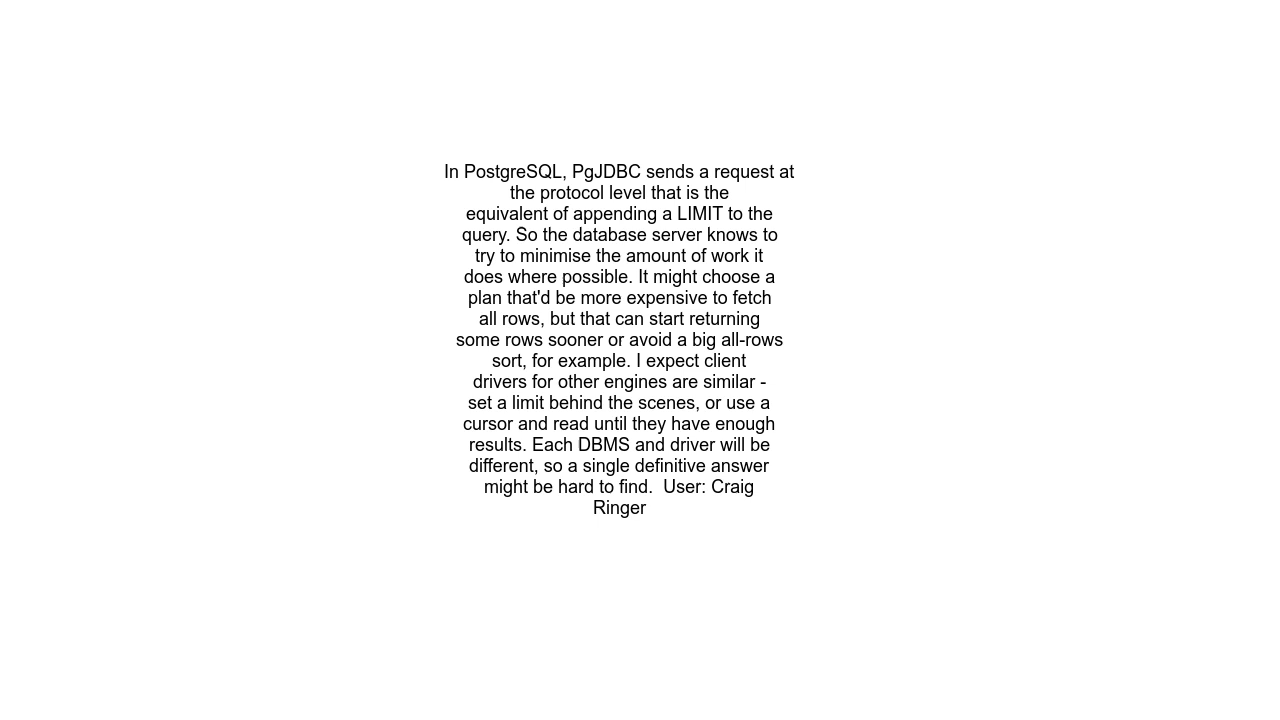 In PostgreSQL, PgJDBC sends a request at
the protocol level that is the
equivalent of appending a LIMIT to the
query. So the database server knows to
try to minimise the amount of work it
does where possible. It might choose a
plan that'd be more expensive to fetch
all rows, but that can start returning
some rows sooner or avoid a big all-rows
sort, for example. I expect client
drivers for other engines are similar -
set a limit behind the scenes, or use a
cursor and read until they have enough
results. Each DBMS and driver will be
different, so a single definitive answer
might be hard to find.  User: Craig
Ringer